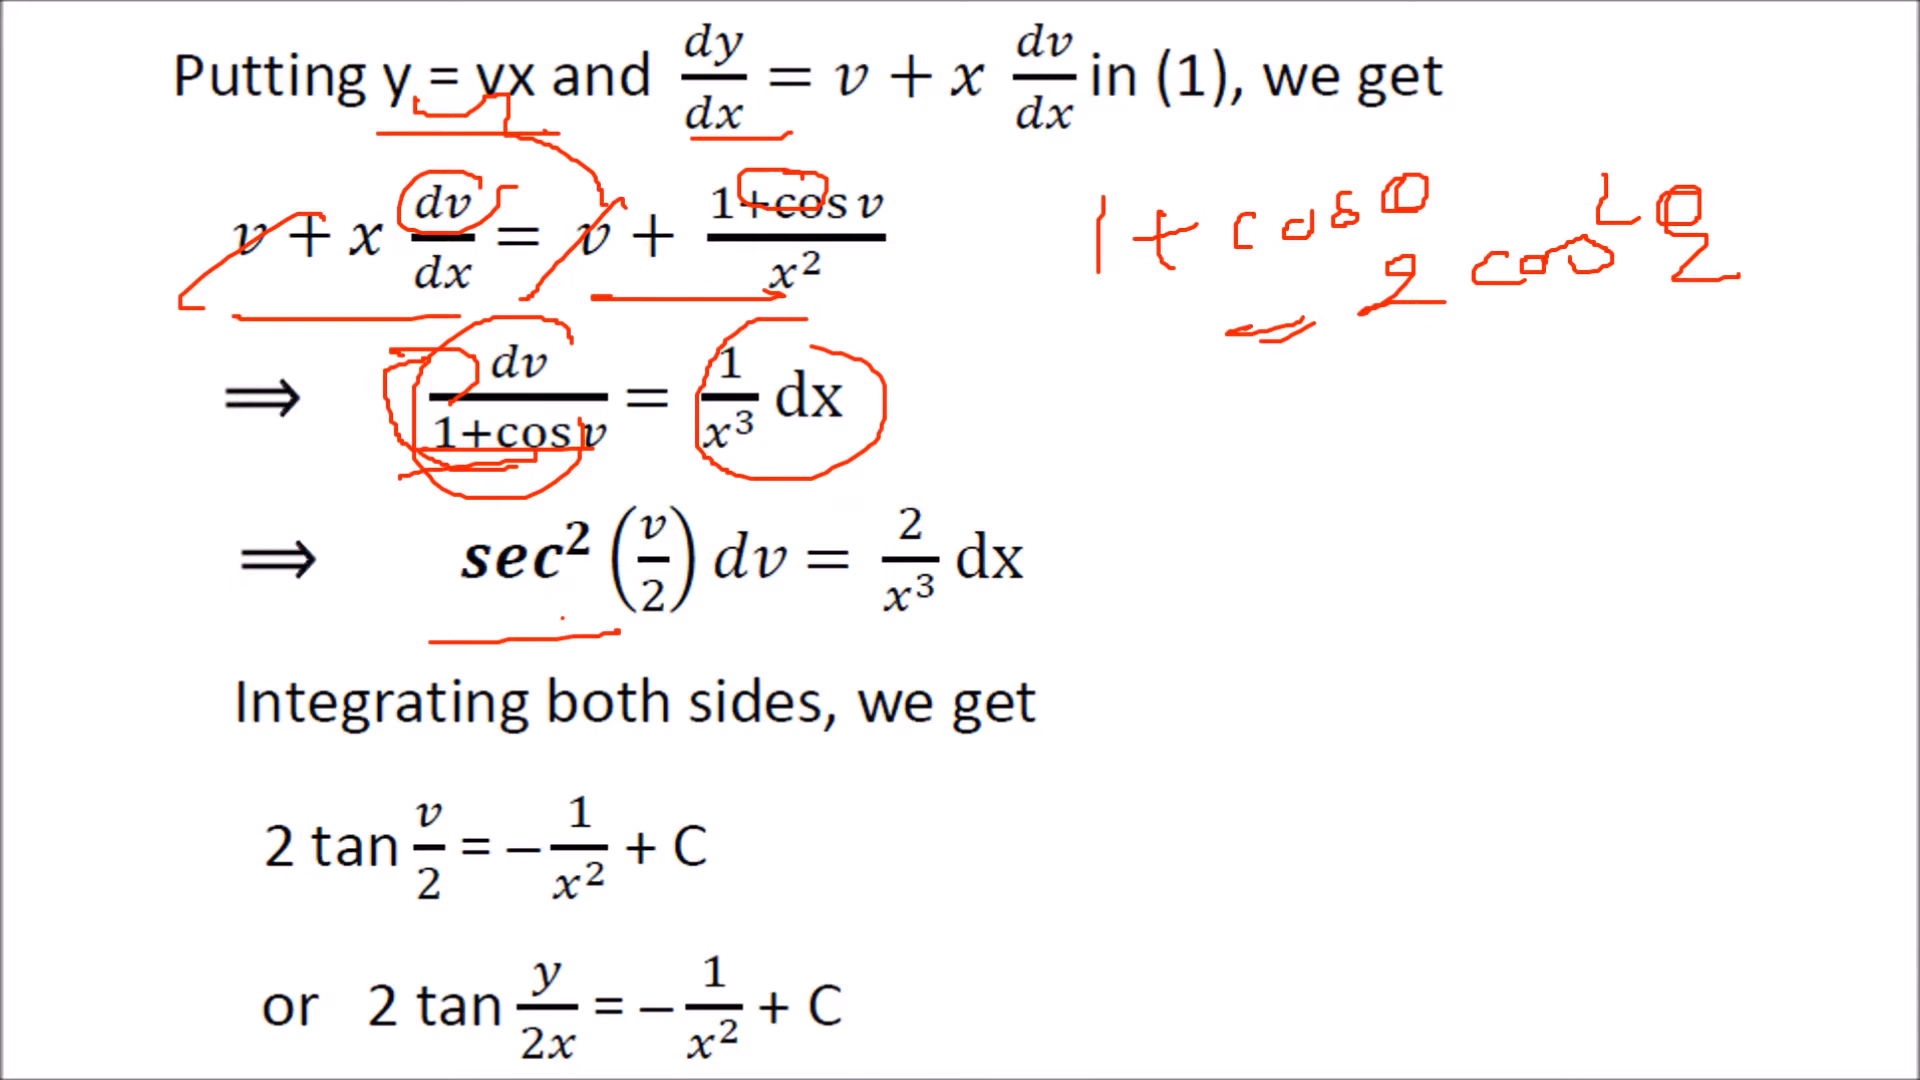 Putting y = vx and dy/dx = v + x dv/dx in (1), we get
v + x dv/dx = v + 1+cos v/x²
1+cosθ
= 2cos²θ/2
⟹ dv/1+cos v = 1/x³ dx
⟹ sec² (v/2) dv = 2/x³ dx
Integrating both sides, we get
2 tan v/2 = – 1/x² + C
or 2 tan y/2x = – 1/x² + C